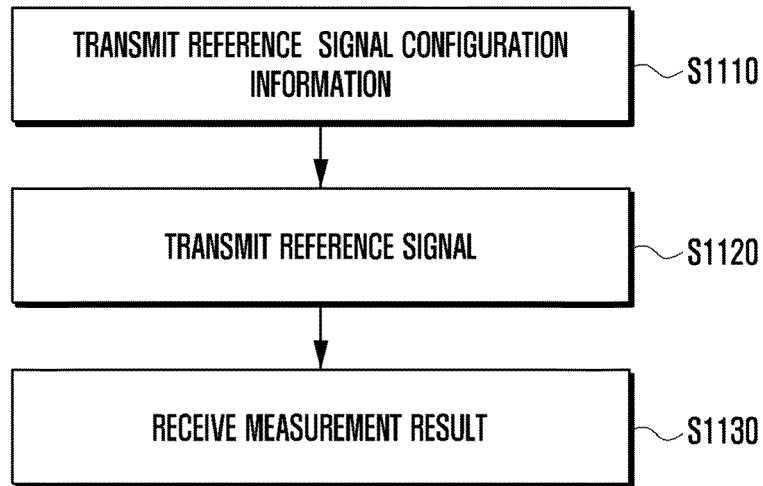 TRANSMIT REFERENCE SIGNAL CONFIGURATION
INFORMATION
S1110
TRANSMIT REFERENCE SIGNAL
S1120
RECEIVE MEASUREMENT RESULT
S1130